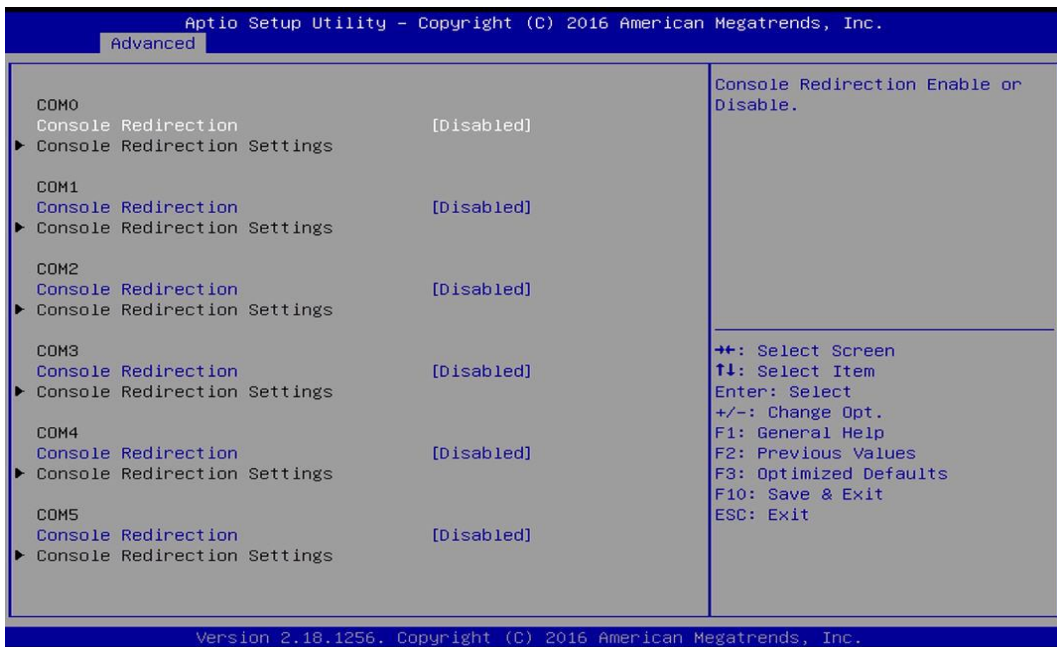 Aptio Setup Utility – Copyright (C) 2016 American Megatrends, Inc.
Advanced
COM0
Console Redirection [Disabled]
▶ Console Redirection Settings
COM1
Console Redirection [Disabled]
▶ Console Redirection Settings
COM2
Console Redirection [Disabled]
▶ Console Redirection Settings
COM3
Console Redirection [Disabled]
▶ Console Redirection Settings
COM4
Console Redirection [Disabled]
▶ Console Redirection Settings
COM5
Console Redirection [Disabled]
▶ Console Redirection Settings
Console Redirection Enable or
Disable.
→←: Select Screen
↑↓: Select Item
Enter: Select
+/-: Change Opt.
F1: General Help
F2: Previous Values
F3: Optimized Defaults
F10: Save & Exit
ESC: Exit
Version 2.18.1256. Copyright (C) 2016 American Megatrends, Inc.